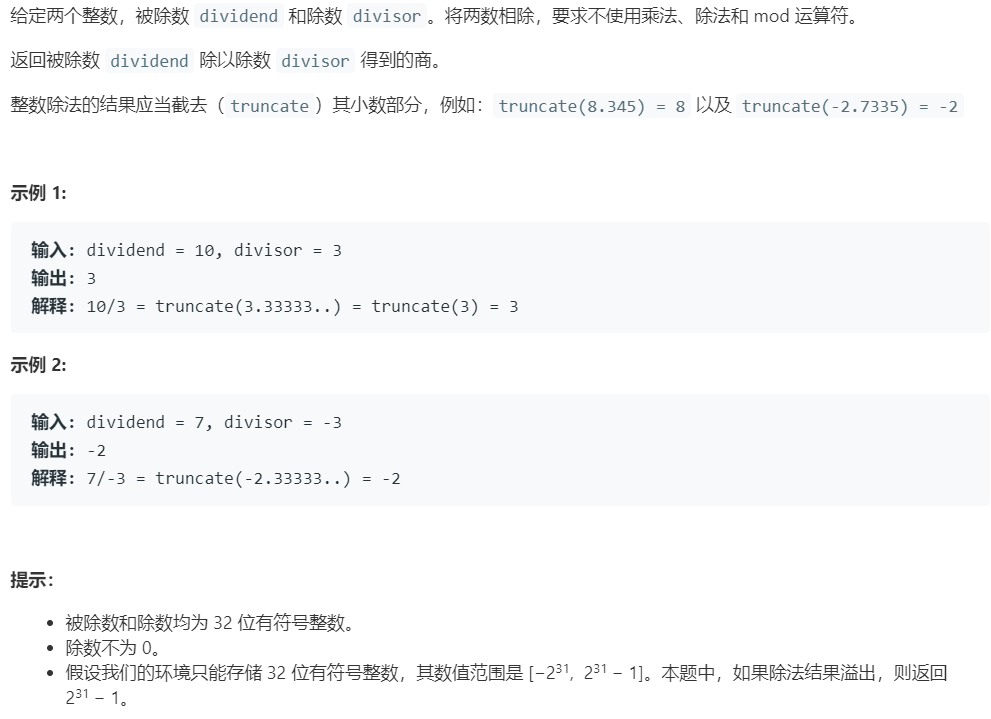 给定两个整数，被除数 dividend 和除数 divisor。将两数相除，要求不使用乘法、除法和 mod 运算符。
返回被除数 dividend 除以除数 divisor 得到的商。
整数除法的结果应当截去（truncate）其小数部分，例如：truncate(8.345) = 8 以及 truncate(-2.7335) = -2
示例 1:
输入: dividend = 10, divisor = 3
输出: 3
解释: 10/3 = truncate(3.33333..) = truncate(3) = 3
示例 2:
输入: dividend = 7, divisor = -3
输出: -2
解释: 7/-3 = truncate(-2.33333..) = -2
提示：
• 被除数和除数均为 32 位有符号整数。
• 除数不为 0。
• 假设我们的环境只能存储 32 位有符号整数，其数值范围是 [−2³¹, 2³¹ − 1]。本题中，如果除法结果溢出，则返回
2³¹ − 1。